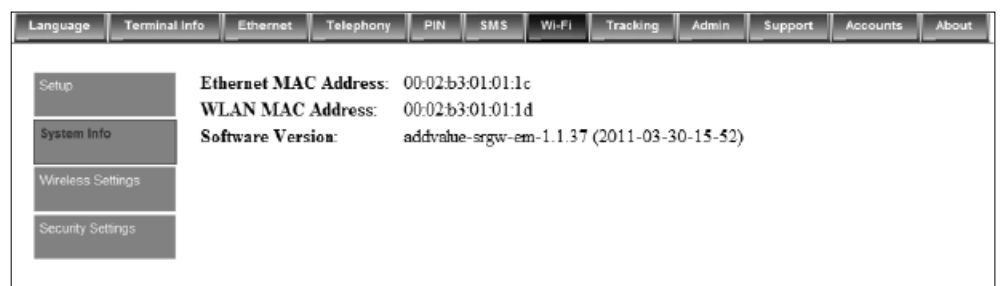 Language Terminal Info Ethernet Telephony PIN SMS Wi-Fi Tracking Admin Support Accounts About
Setup
System Info
Wireless Settings
Security Settings
Ethernet MAC Address: 00:02:b3:01:01:1c
WLAN MAC Address: 00:02:b3:01:01:1d
Software Version: addvalue-srgw-em-1.1.37 (2011-03-30-15-52)